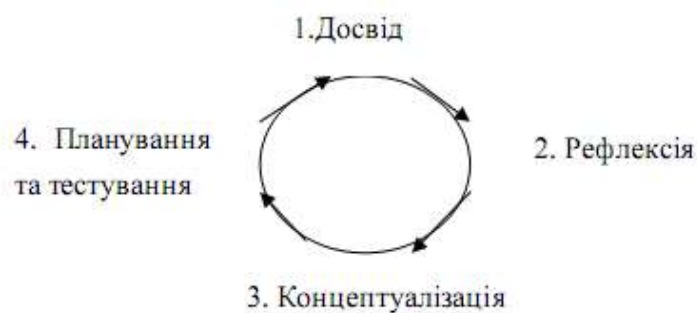 1.Досвід
2. Рефлексія
3. Концептуалізація
4. Планування
та тестування